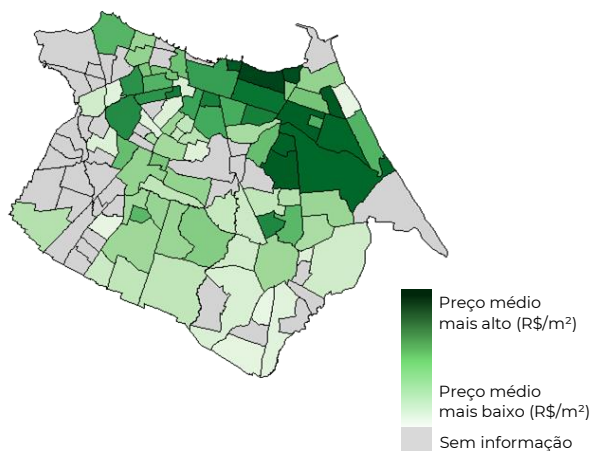 Preço médio
mais alto (R$/m²)
Preço médio
mais baixo (R$/m²)
Sem informação